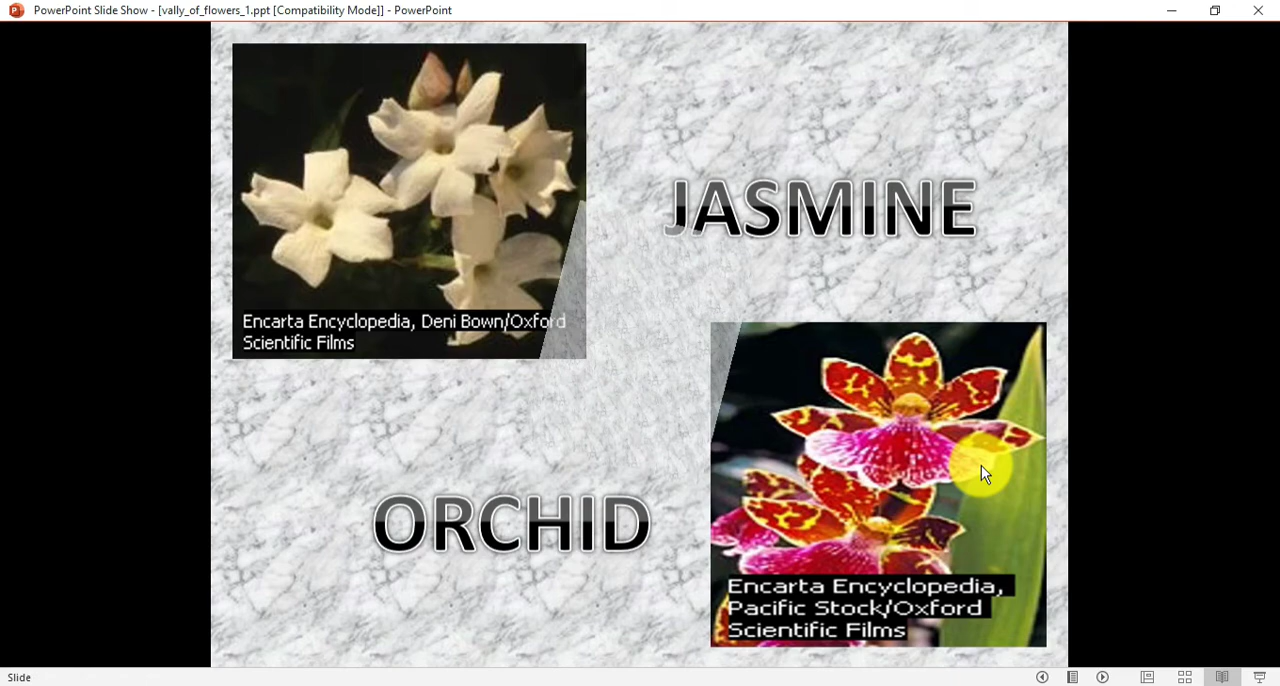 PowerPoint Slide Show - [vally_of_flowers_1.ppt [Compatibility Mode]] - PowerPoint
Encarta Encyclopedia, Deni Bown/Oxford
Scientific Films
JASMINE
ORCHID
Encarta Encyclopedia,
Pacific Stock/Oxford
Scientific Films
Slide